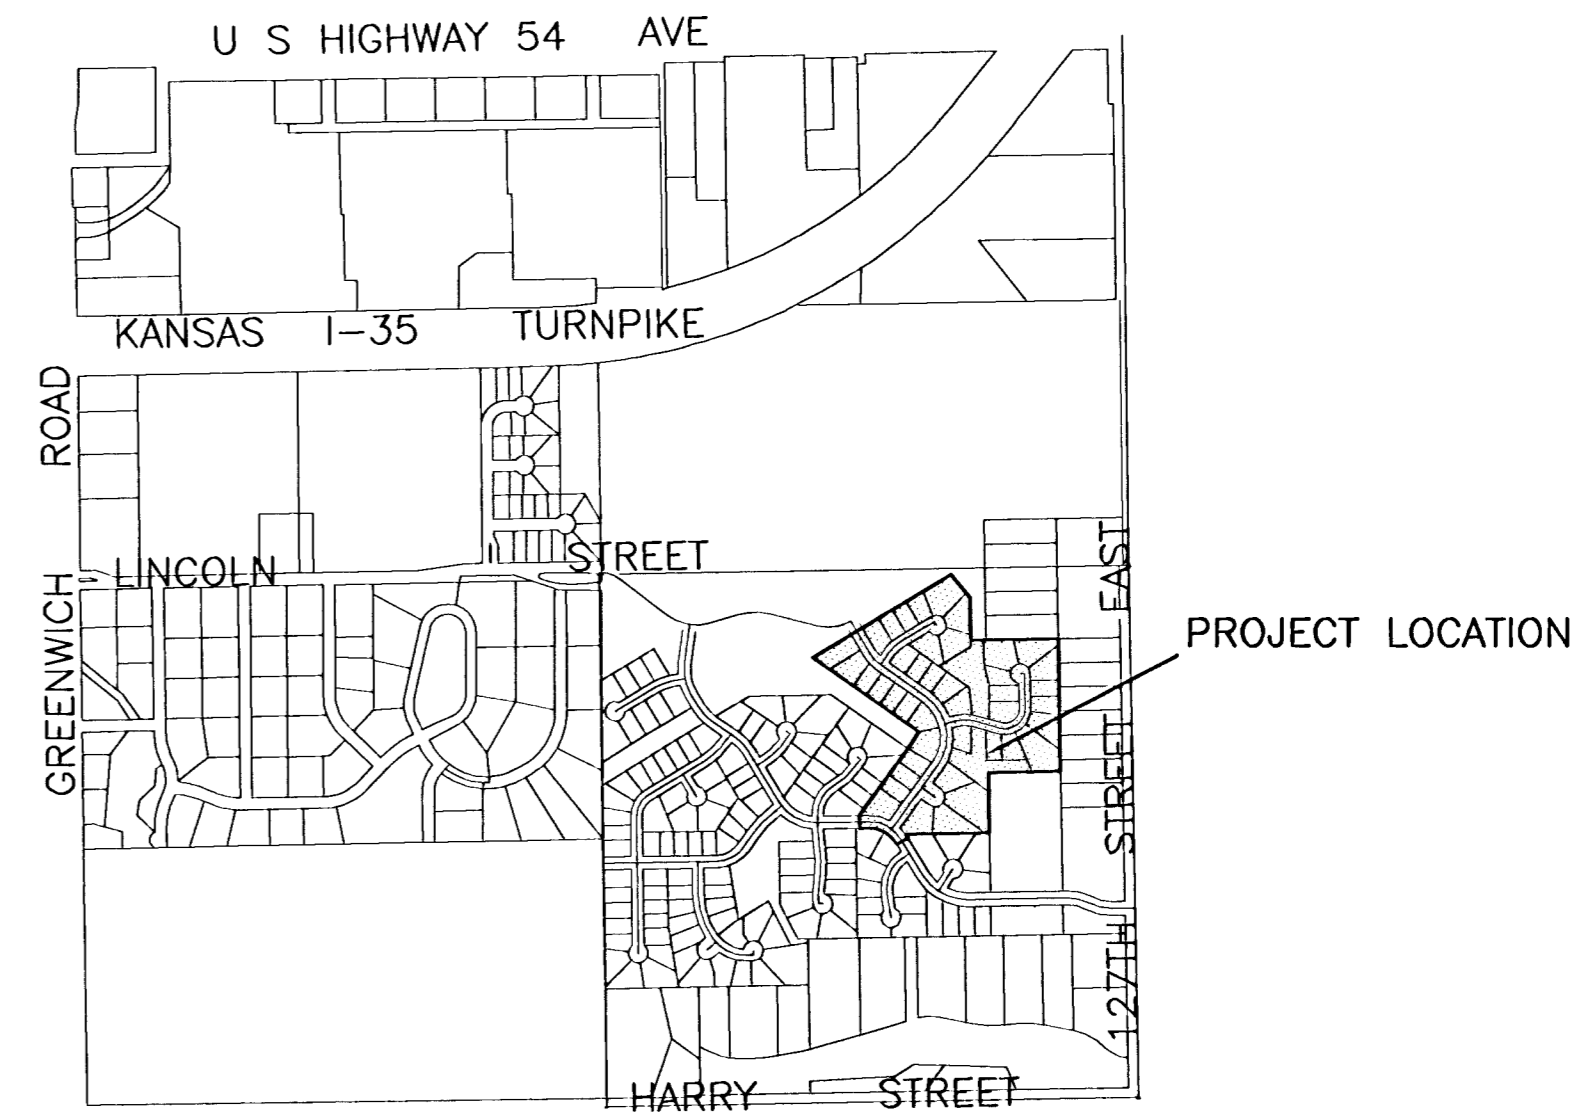 U S HIGHWAY 54 AVE
KANSAS I-35 TURNPIKE
GREENWICH ROAD
LINCOLN STREET
127TH STREET EAST
PROJECT LOCATION
HARRY STREET